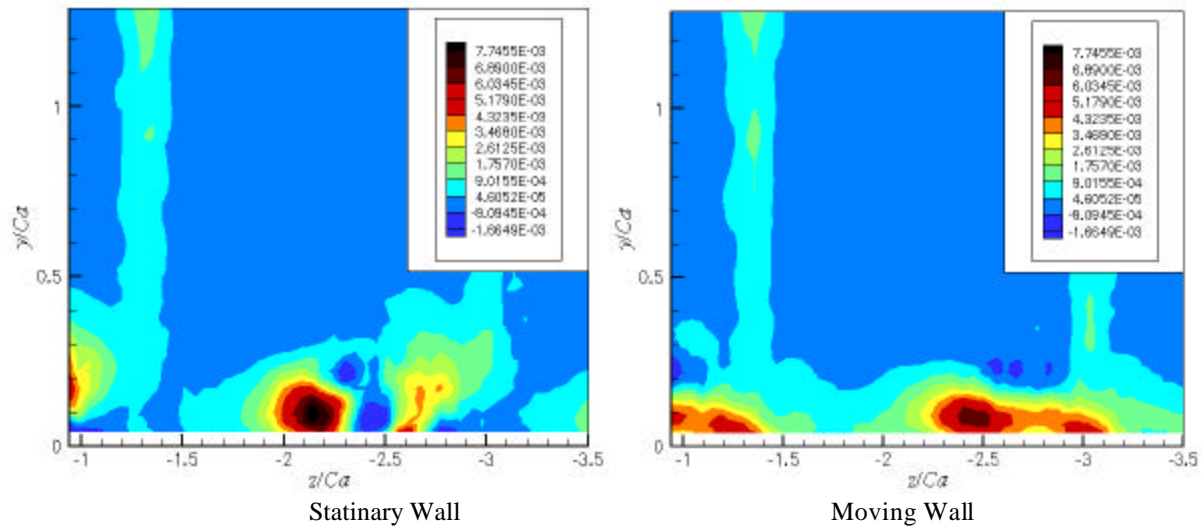 7.7455E-03
6.8900E-03
6.0345E-03
5.1790E-03
4.3235E-03
3.4680E-03
2.6125E-03
1.7570E-03
9.0155E-04
4.6052E-05
-8.0945E-04
-1.6649E-03
1
0.5
0
y/Ca
-1
-1.5
-2
-2.5
-3
-3.5
z/Ca
Statinary Wall
7.7455E-03
6.8900E-03
6.0345E-03
5.1790E-03
4.3235E-03
3.4680E-03
2.6125E-03
1.7570E-03
9.0155E-04
4.6052E-05
-8.0945E-04
-1.6649E-03
1
0.5
0
y/Ca
-1
-1.5
-2
-2.5
-3
-3.5
z/Ca
Moving Wall